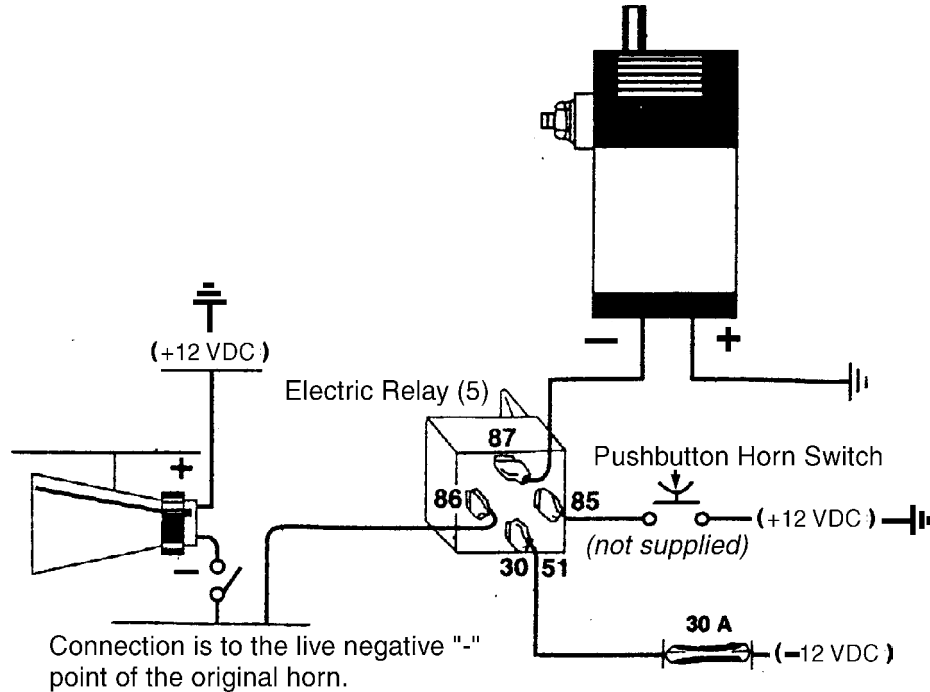 — +
(+12 VDC)
Electric Relay (5)
87
Pushbutton Horn Switch
+
86
85
(+12 VDC)
(not supplied)
—
30 51
30 A
(–12 VDC)
Connection is to the live negative "-"
point of the original horn.